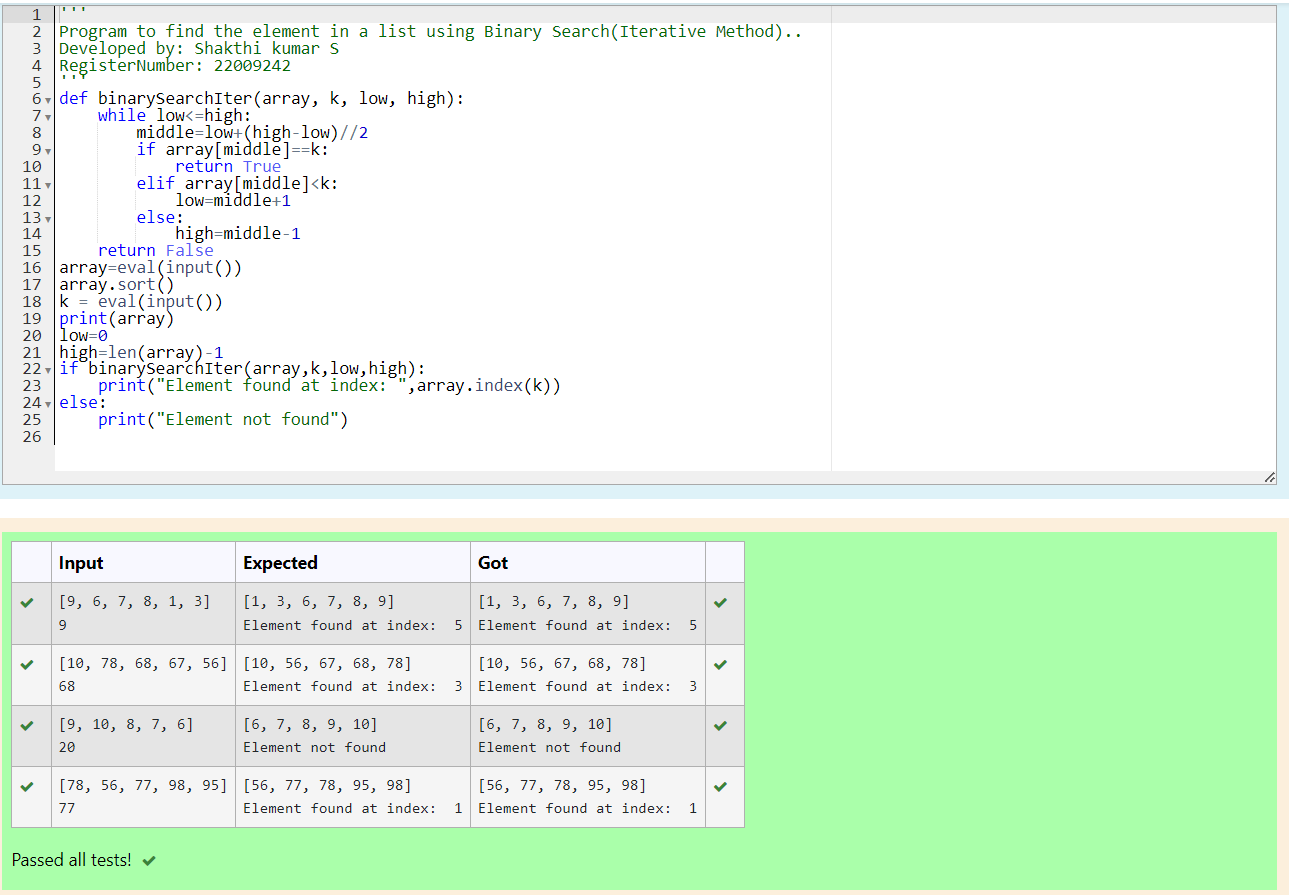 1 '''
2 Program to find the element in a list using Binary Search(Iterative Method)..
3 Developed by: Shakthi kumar S
4 RegisterNumber: 22009242
5 '''
6 def binarySearchIter(array, k, low, high):
7     while low<=high:
8         middle=low+(high-low)//2
9         if array[middle]==k:
10             return True
11         elif array[middle]<k:
12             low=middle+1
13         else:
14             high=middle-1
15     return False
16 array=eval(input())
17 array.sort()
18 k = eval(input())
19 print(array)
20 low=0
21 high=len(array)-1
22 if binarySearchIter(array,k,low,high):
23     print("Element found at index: ",array.index(k))
24 else:
25     print("Element not found")
26
Input Expected Got
[9, 6, 7, 8, 1, 3] [1, 3, 6, 7, 8, 9] [1, 3, 6, 7, 8, 9]
9 Element found at index:  5 Element found at index:  5
[10, 78, 68, 67, 56] [10, 56, 67, 68, 78] [10, 56, 67, 68, 78]
68 Element found at index:  3 Element found at index:  3
[9, 10, 8, 7, 6] [6, 7, 8, 9, 10] [6, 7, 8, 9, 10]
20 Element not found Element not found
[78, 56, 77, 98, 95] [56, 77, 78, 95, 98] [56, 77, 78, 95, 98]
77 Element found at index:  1 Element found at index:  1
Passed all tests!